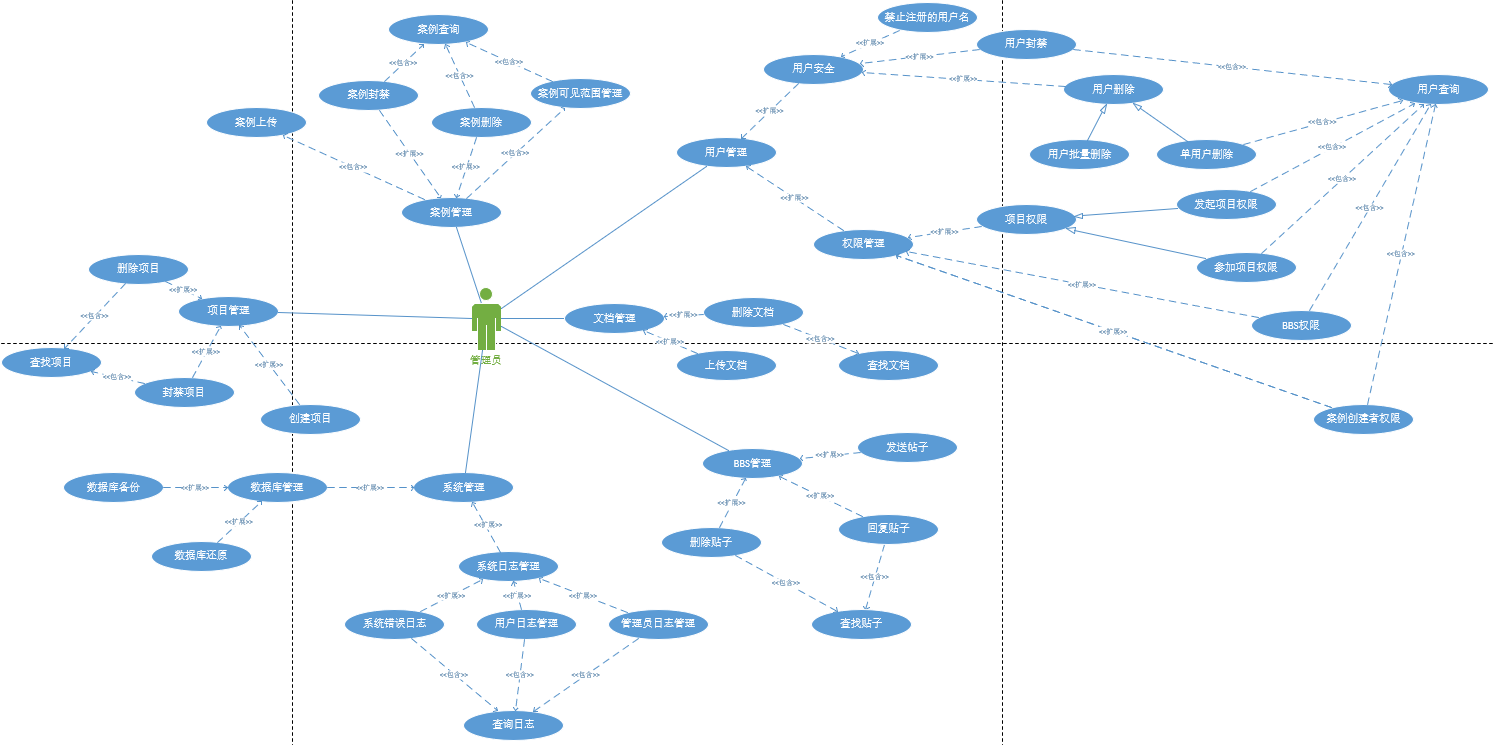 禁止注册的用户名
案例查询
<<扩展>>
用户封禁
<<包含>>
<<扩展>>
<<包含>>
用户安全
<<包含>>
<<包含>>
<<扩展>>
案例封禁
案例可见范围管理
用户删除
用户查询
<<扩展>>
案例上传
案例删除
<<包含>>
<<扩展>>
<<包含>>
用户管理
用户批量删除
单用户删除
<<包含>>
<<包含>>
<<扩展>>
<<包含>>
<<扩展>>
发起项目权限
<<包含>>
案例管理
项目权限
<<扩展>>
权限管理
<<包含>>
删除项目
参加项目权限
<<扩展>>
<<扩展>>
项目管理
<<包含>>
文档管理
<<扩展>>
删除文档
BBS权限
<<扩展>>
<<扩展>>
<<包含>>
<<扩展>>
管理员
查找项目
<<扩展>>
上传文档
查找文档
<<包含>>
封禁项目
创建项目
案例创建者权限
发送帖子
<<扩展>>
BBS管理
数据库备份
<<扩展>>
数据库管理
<<扩展>>
系统管理
<<扩展>>
<<扩展>>
<<扩展>>
<<扩展>>
回复贴子
删除贴子
数据库还原
系统日志管理
<<包含>>
<<包含>>
<<扩展>>
<<扩展>>
<<扩展>>
系统错误日志
用户日志管理
管理员日志管理
查找贴子
<<包含>>
<<包含>>
<<包含>>
查询日志